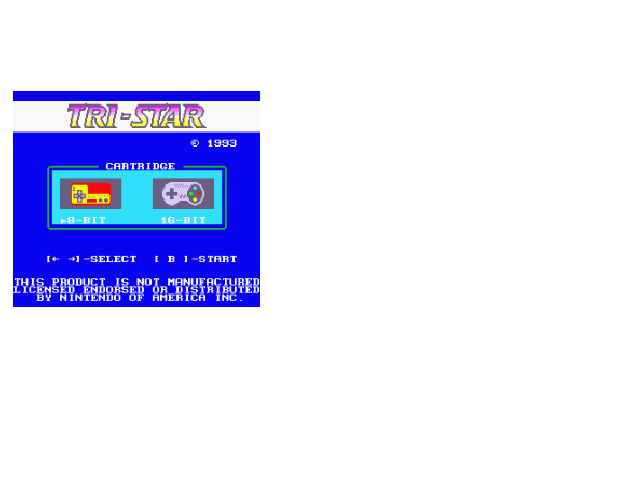 TRI-STAR
© 1993
CARTRIDGE
▶8-BIT 16-BIT
[← →]-SELECT [ B ]-START
THIS PRODUCT IS NOT MANUFACTURED
LICENSED ENDORSED OR DISTRIBUTED
BY NINTENDO OF AMERICA INC.